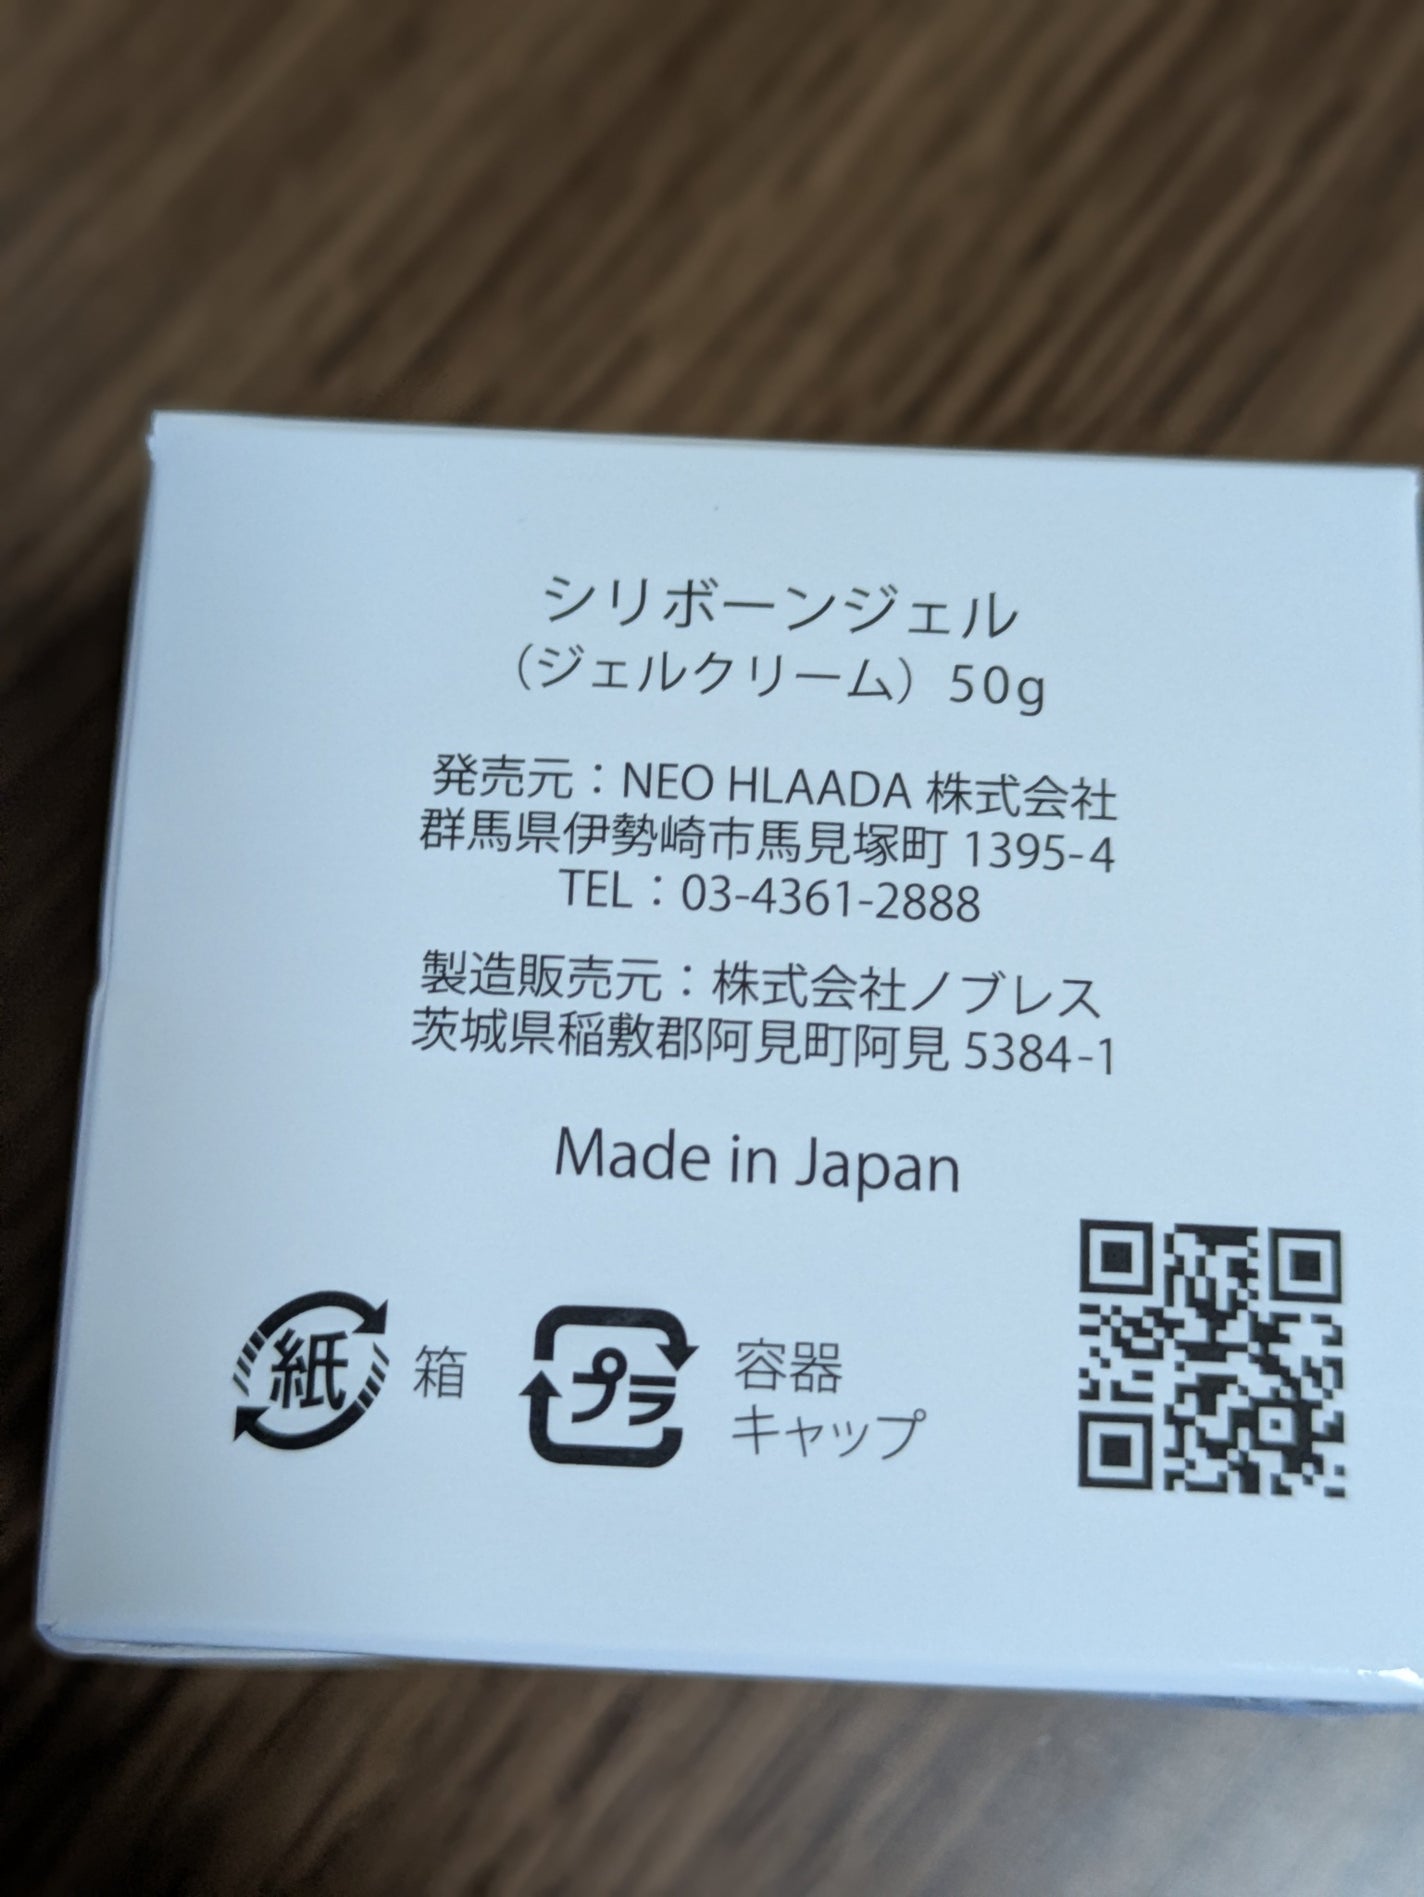 シリボーンジェル
（ジェルクリーム）50g
発売元：NEO HLAADA 株式会社
群馬県伊勢崎市馬見塚町 1395-4
TEL：03-4361-2888
製造販売元：株式会社ノブレス
茨城県稲敷郡阿見町阿見 5384-1
Made in Japan
紙 箱
プラ 容器
キャップ